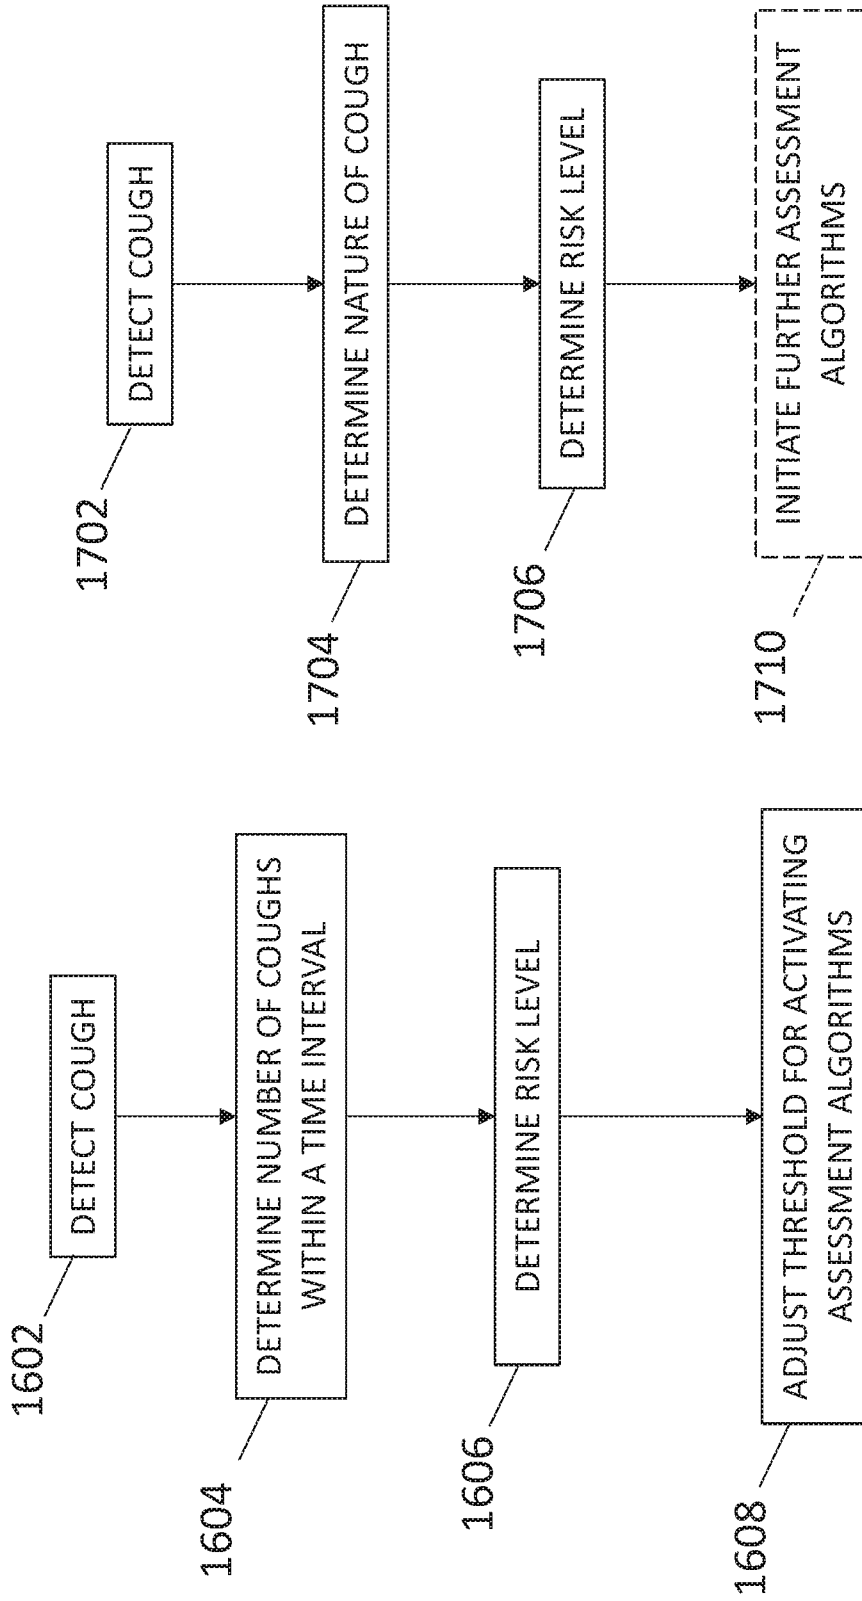 1602
DETECT COUGH
1604
DETERMINE NUMBER OF COUGHS
WITHIN A TIME INTERVAL
1606
DETERMINE RISK LEVEL
1608
ADJUST THRESHOLD FOR ACTIVATING
ASSESSMENT ALGORITHMS
1702
DETECT COUGH
1704
DETERMINE NATURE OF COUGH
1706
DETERMINE RISK LEVEL
1710
INITIATE FURTHER ASSESSMENT
ALGORITHMS